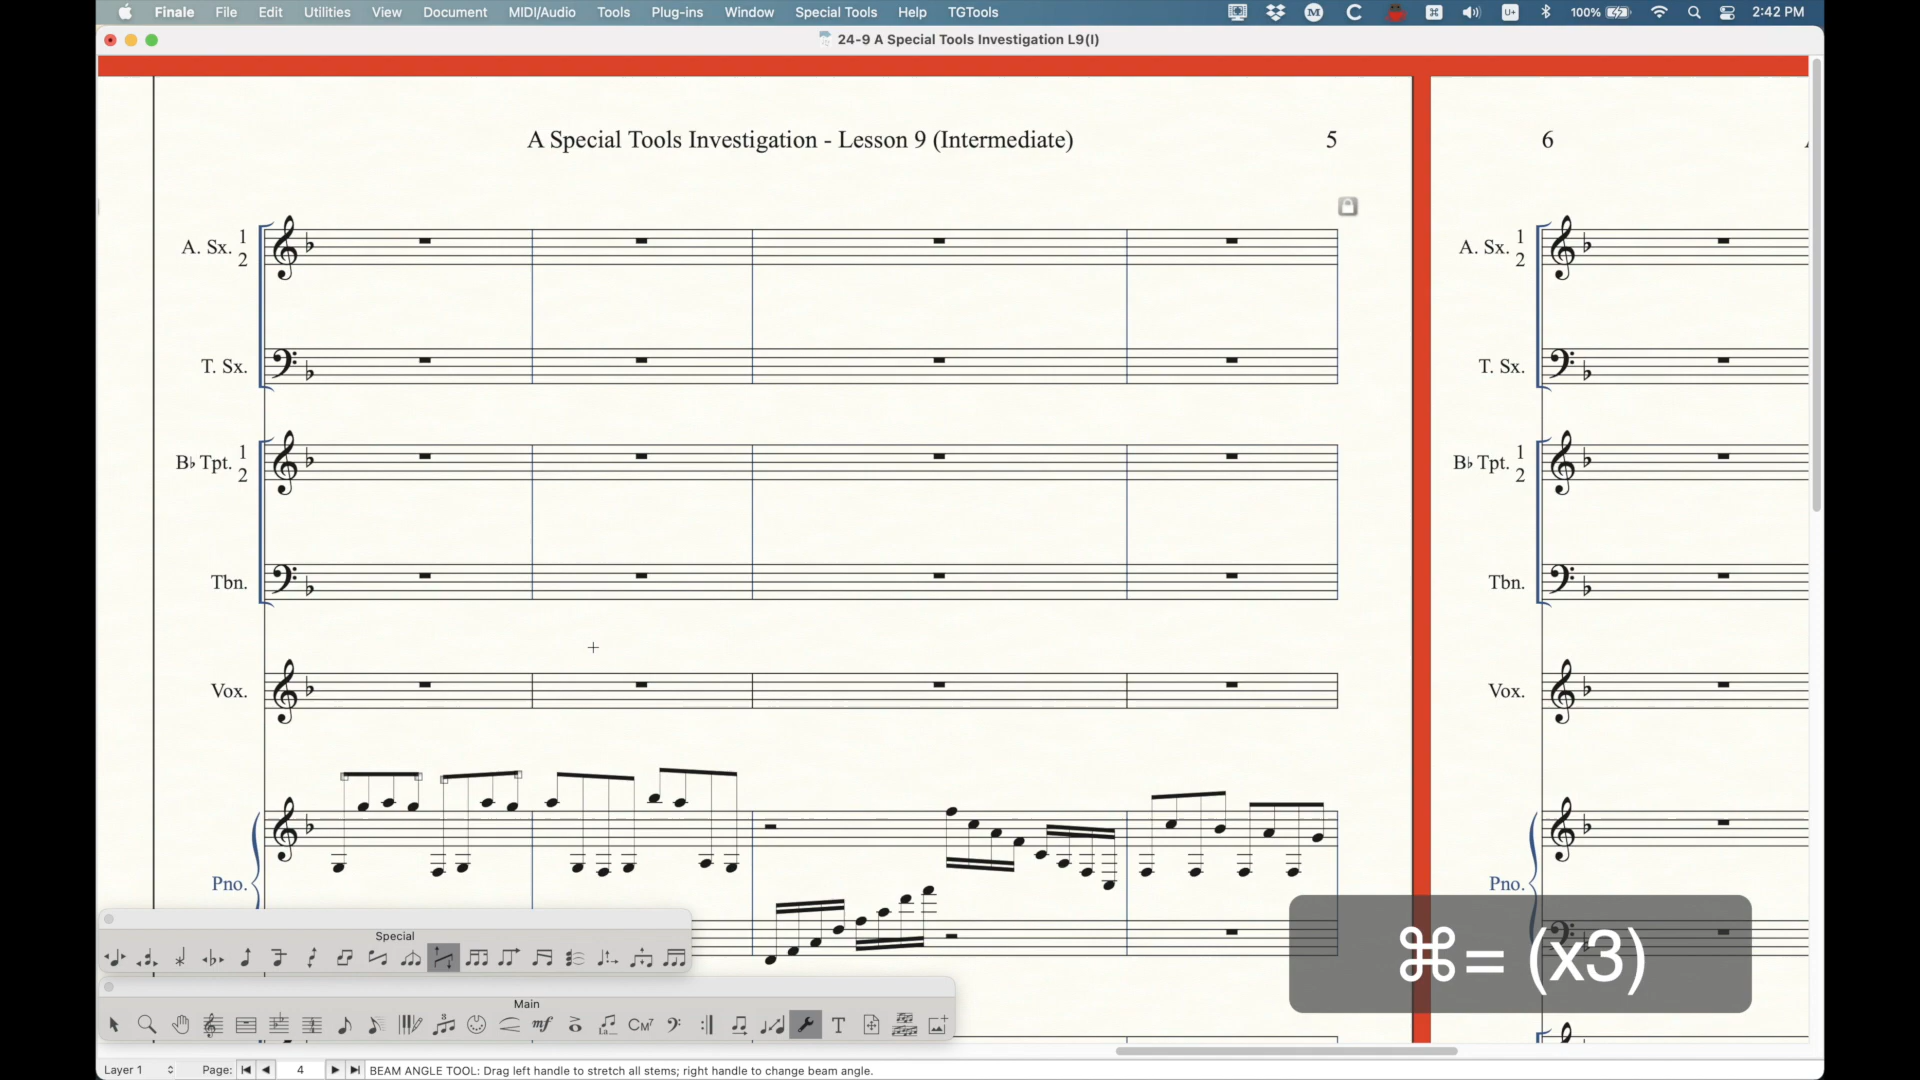 Finale File Edit Utilities View Document MIDI/Audio Tools Plug-ins Window Special Tools Help TGTools 100% 2:42 PM
24-9 A Special Tools Investigation L9(I)
A Special Tools Investigation - Lesson 9 (Intermediate) 5 6
A. Sx. 1 2
A. Sx. 1 2
T. Sx.
T. Sx.
B♭ Tpt. 1 2
B♭ Tpt. 1 2
Tbn.
Tbn.
Vox.
Vox.
Pno.
Pno.
⌘= (x3)
Special
Main
mf CM7 T
Layer 1 Page: 4 BEAM ANGLE TOOL: Drag left handle to stretch all stems; right handle to change beam angle.